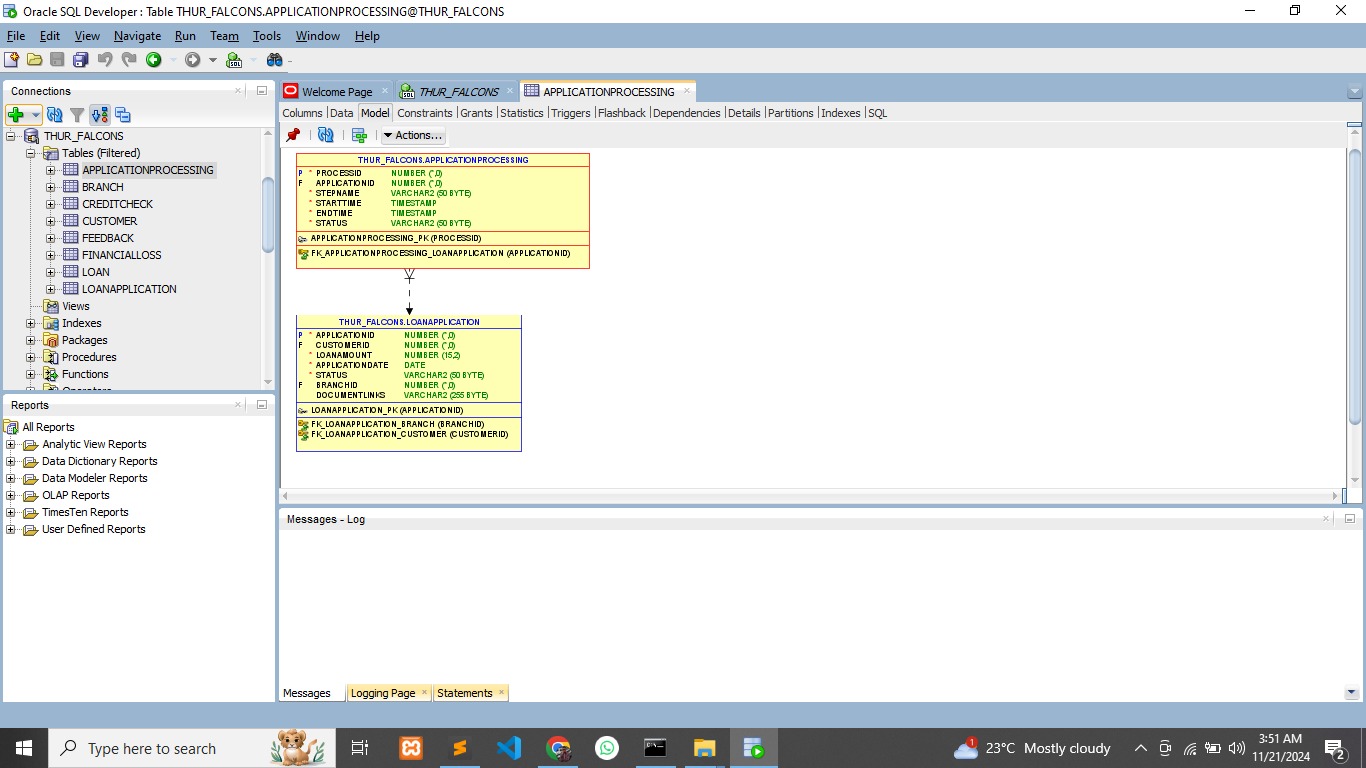 Oracle SQL Developer : Table THUR_FALCONS.APPLICATIONPROCESSING@THUR_FALCONS
File Edit View Navigate Run Team Tools Window Help
Connections
THUR_FALCONS
Tables (Filtered)
APPLICATIONPROCESSING
BRANCH
CREDITCHECK
CUSTOMER
FEEDBACK
FINANCIALLOSS
LOAN
LOANAPPLICATION
Views
Indexes
Packages
Procedures
Functions
Reports
All Reports
Analytic View Reports
Data Dictionary Reports
Data Modeler Reports
OLAP Reports
TimesTen Reports
User Defined Reports
Welcome Page THUR_FALCONS APPLICATIONPROCESSING
Columns | Data | Model | Constraints | Grants | Statistics | Triggers | Flashback | Dependencies | Details | Partitions | Indexes | SQL
Actions...
THUR_FALCONS.APPLICATIONPROCESSING
P * PROCESSID NUMBER (*,0)
F APPLICATIONID NUMBER (*,0)
* STEPNAME VARCHAR2 (50 BYTE)
* STARTTIME TIMESTAMP
* ENDTIME TIMESTAMP
* STATUS VARCHAR2 (50 BYTE)
APPLICATIONPROCESSING_PK (PROCESSID)
FK_APPLICATIONPROCESSING_LOANAPPLICATION (APPLICATIONID)
THUR_FALCONS.LOANAPPLICATION
P * APPLICATIONID NUMBER (*,0)
F CUSTOMERID NUMBER (*,0)
* LOANAMOUNT NUMBER (15,2)
* APPLICATIONDATE DATE
* STATUS VARCHAR2 (50 BYTE)
F BRANCHID NUMBER (*,0)
DOCUMENTLINKS VARCHAR2 (255 BYTE)
LOANAPPLICATION_PK (APPLICATIONID)
FK_LOANAPPLICATION_BRANCH (BRANCHID)
FK_LOANAPPLICATION_CUSTOMER (CUSTOMERID)
Messages - Log
Messages Logging Page Statements
Type here to search
23°C Mostly cloudy
3:51 AM
11/21/2024